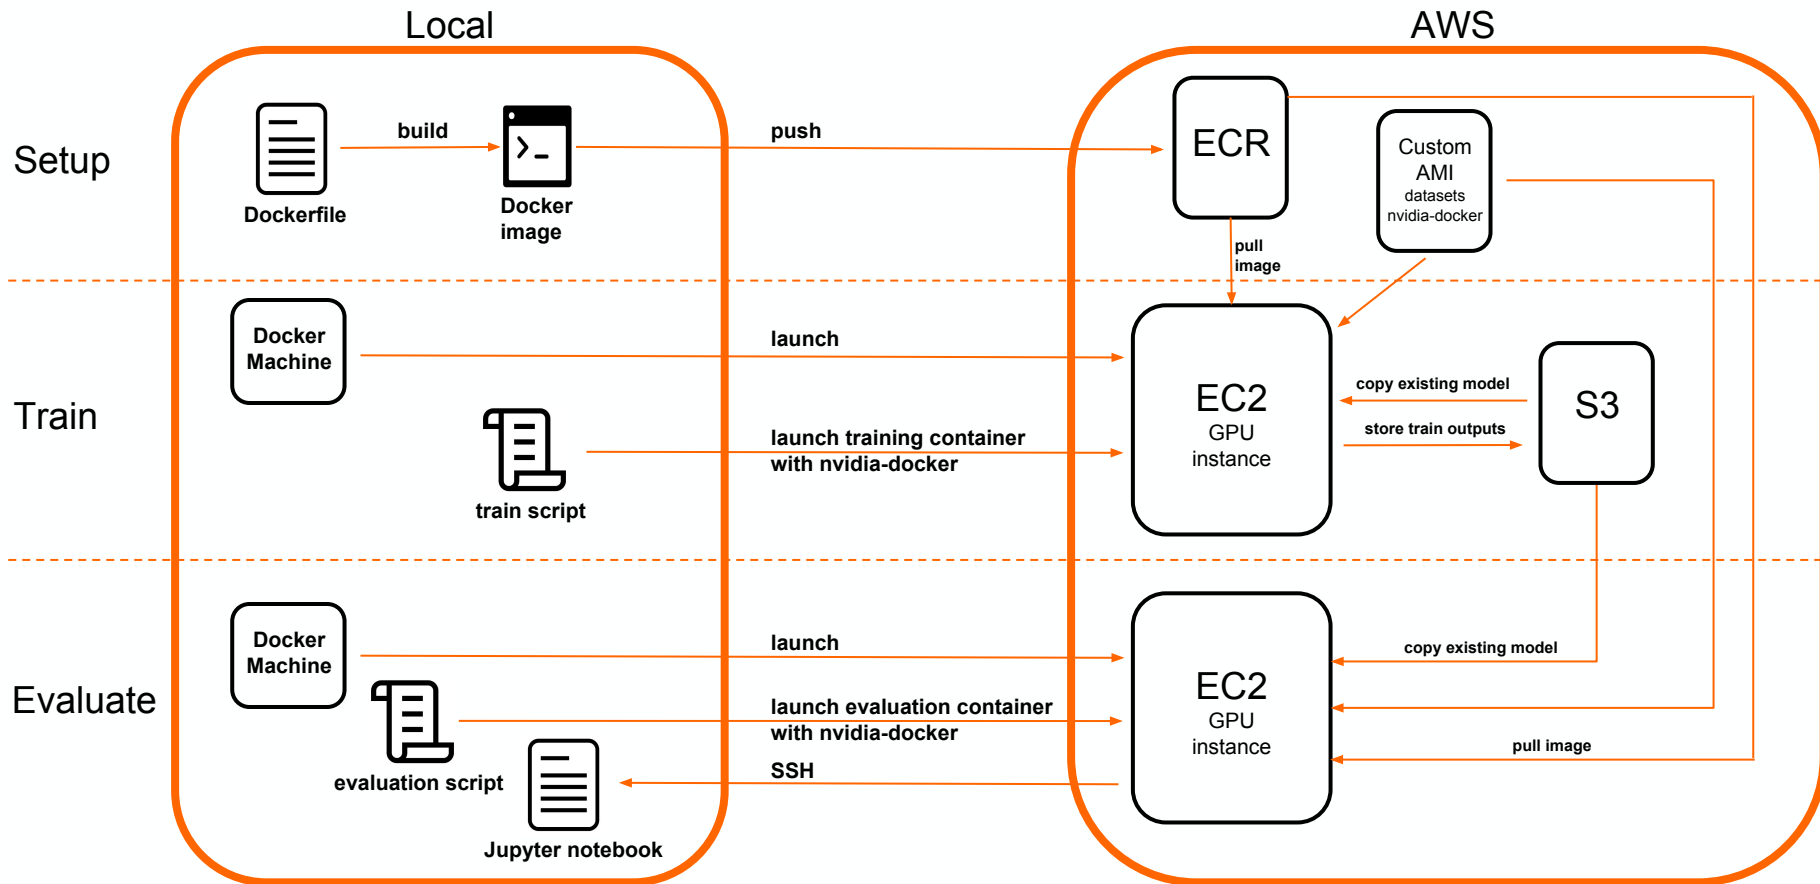 Local
AWS
Setup
build
push
Dockerfile
Docker
image
ECR
Custom
AMI
datasets
nvidia-docker
pull
image
Train
Docker
Machine
launch
train script
launch training container
with nvidia-docker
EC2
GPU
instance
copy existing model
store train outputs
S3
Evaluate
Docker
Machine
launch
evaluation script
launch evaluation container
with nvidia-docker
SSH
Jupyter notebook
EC2
GPU
instance
copy existing model
pull image